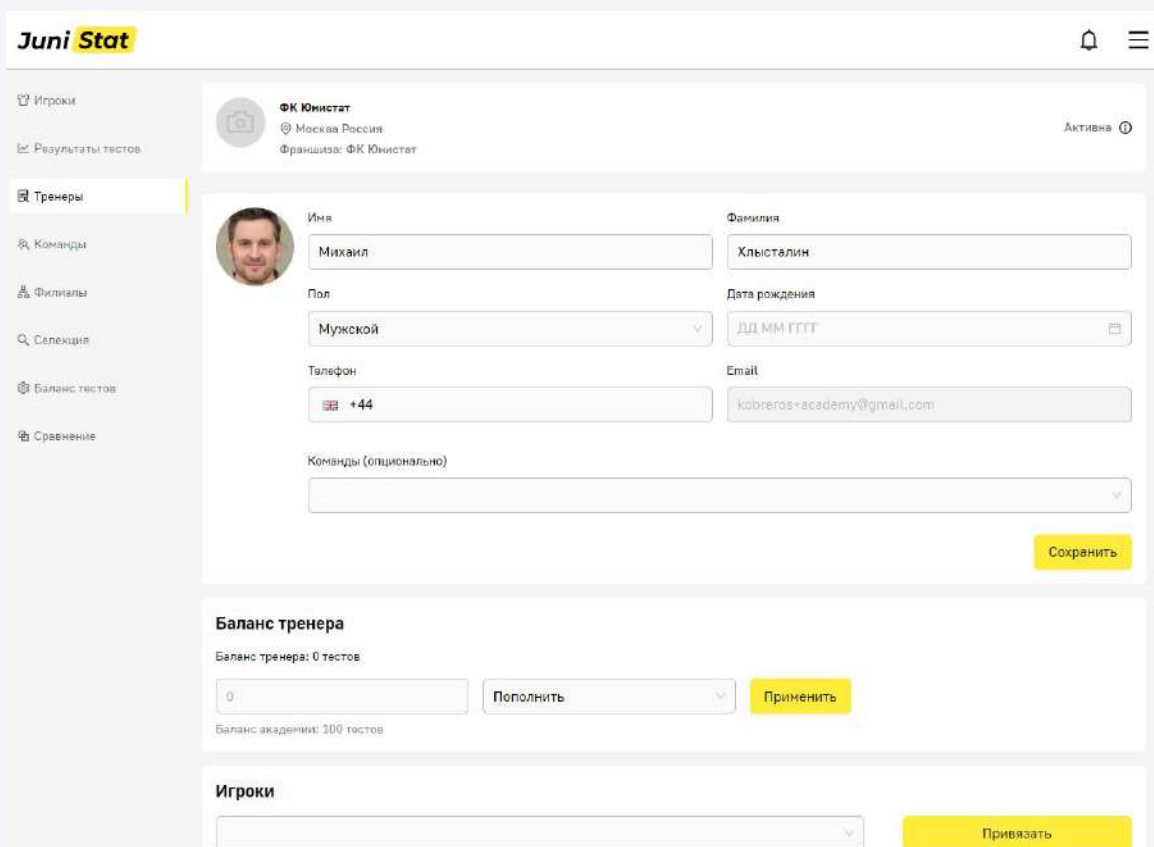 Juni Stat
Игроки
Результаты тестов
Тренеры
Команды
Филиалы
Селекция
Баланс тестов
Сравнение
ФК Юнистат
Москва Россия
Франшиза: ФК Юнистат
Активна
Имя
Фамилия
Михаил
Хлысталин
Пол
Дата рождения
Мужской
ДД ММ ГГГГ
Телефон
Email
+44
kobreros+academy@gmail.com
Команды (опционально)
Сохранить
Баланс тренера
Баланс тренера: 0 тестов
0
Пополнить
Применить
Баланс академии: 100 тестов
Игроки
Привязать